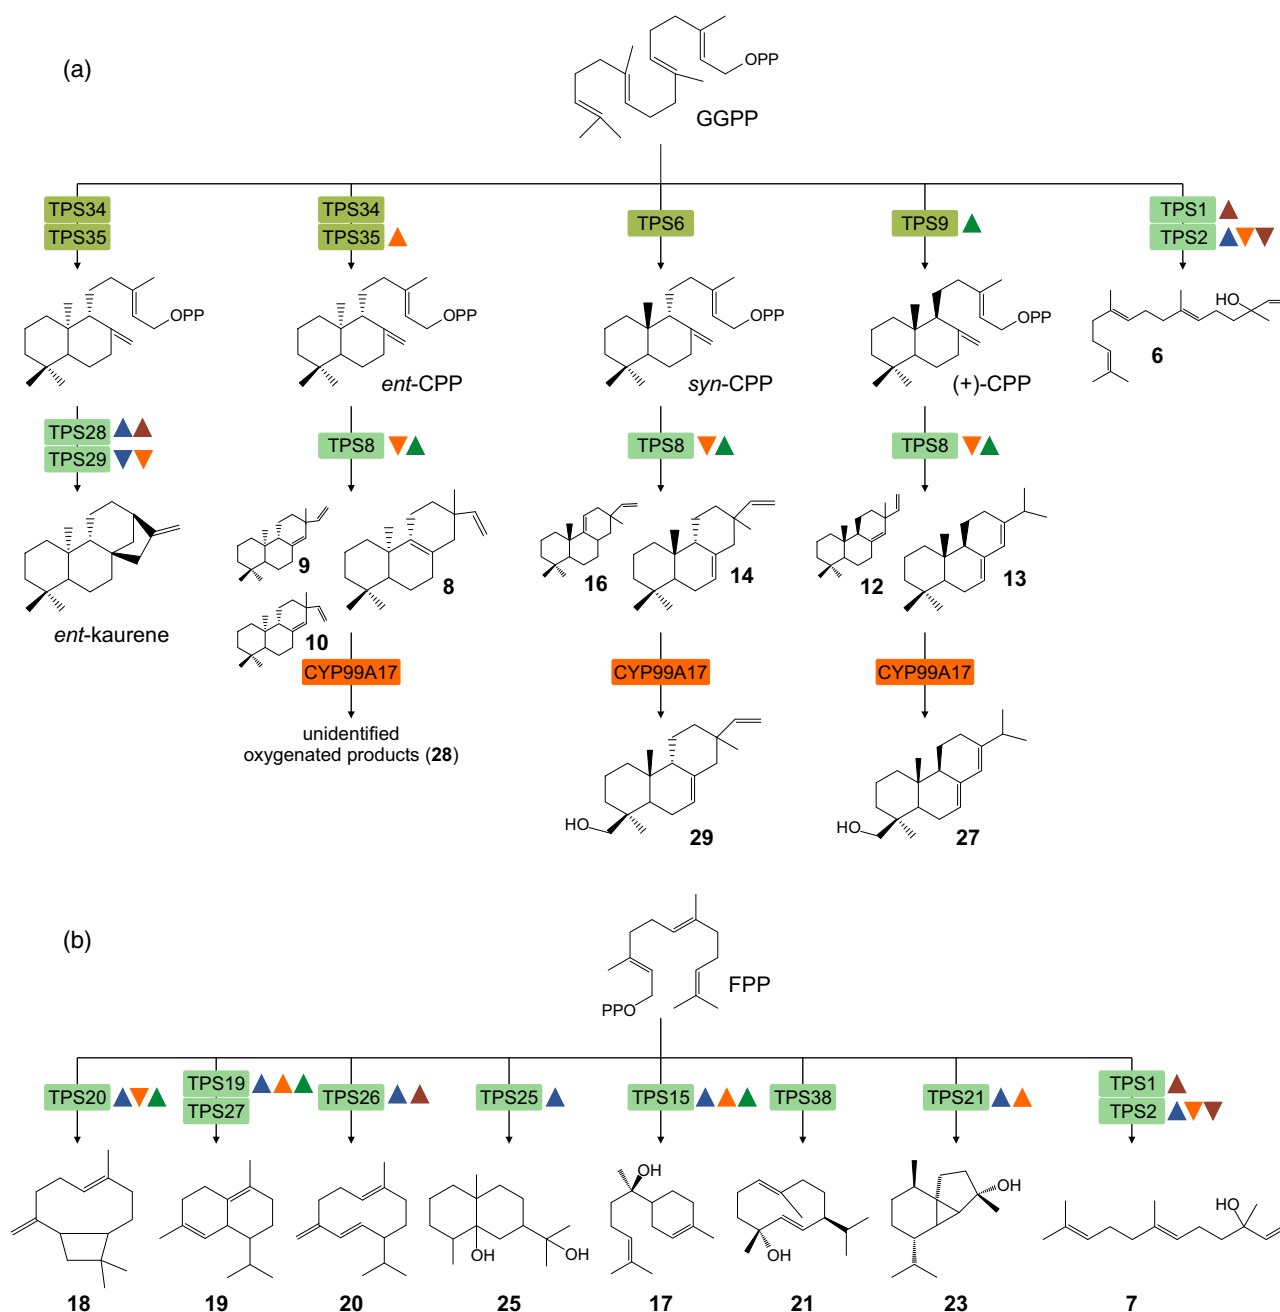 (a)
OPP
GGPP
TPS34
TPS35
TPS34
TPS35
TPS6
TPS9
TPS1
TPS2
OPP
OPP
ent-CPP
OPP
syn-CPP
OPP
(+)-CPP
HO
6
TPS28
TPS29
TPS8
TPS8
TPS8
ent-kaurene
9
10
8
16
14
12
13
CYP99A17
CYP99A17
CYP99A17
unidentified
oxygenated products (28)
HO
29
HO
27
(b)
PPO
FPP
TPS20
TPS19
TPS27
TPS26
TPS25
TPS15
TPS38
TPS21
TPS1
TPS2
OH
OH
OH
OH
OH
HO
18
19
20
25
17
21
23
7